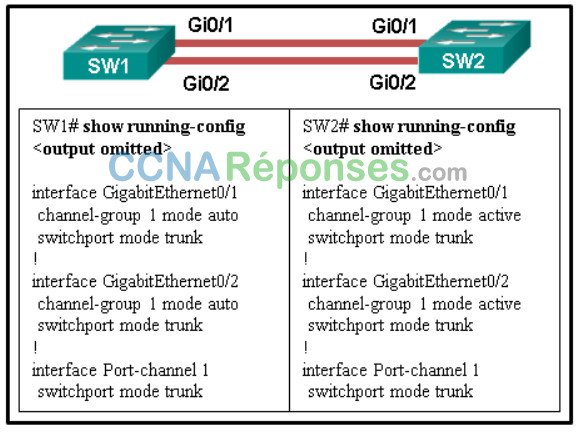 Gi0/1
Gi0/1
SW1
SW2
Gi0/2
Gi0/2
SW1# show running-config
<output omitted>
interface GigabitEthernet0/1
channel-group 1 mode auto
switchport mode trunk
!
interface GigabitEthernet0/2
channel-group 1 mode auto
switchport mode trunk
!
interface Port-channel 1
switchport mode trunk
SW2# show running-config
<output omitted>
interface GigabitEthernet0/1
channel-group 1 mode active
switchport mode trunk
!
interface GigabitEthernet0/2
channel-group 1 mode active
switchport mode trunk
!
interface Port-channel 1
switchport mode trunk
CCNARéponses.com